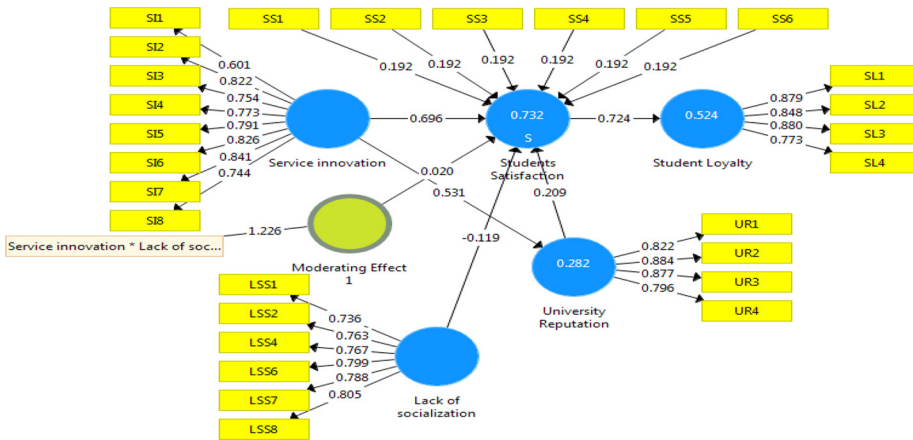 SI1
SI2
SI3
SI4
SI5
SI6
SI7
SI8
0.601
0.822
0.754
0.773
0.791
0.826
0.841
0.744
Service innovation
SS1
SS2
SS3
SS4
SS5
SS6
0.192
0.192
0.192
0.192
0.192
0.192
0.696
0.732
S
Students
Satisfaction
0.724
0.524
Student Loyalty
0.879
0.848
0.880
0.773
SL1
SL2
SL3
SL4
0.020
0.531
0.209
-0.119
1.226
Service innovation * Lack of soc...
Moderating Effect
1
0.282
University
Reputation
0.822
0.884
0.877
0.796
UR1
UR2
UR3
UR4
LSS1
LSS2
LSS4
LSS6
LSS7
LSS8
0.736
0.763
0.767
0.799
0.788
0.805
Lack of
socialization